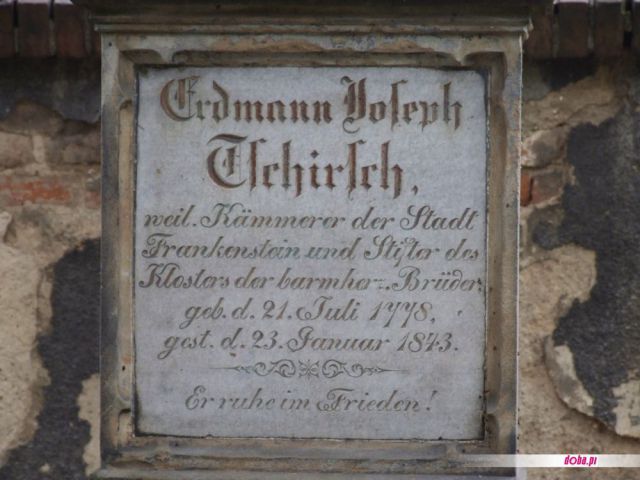 Erdmann Joseph
Tschirsch,
weil. Kämmerer der Stadt
Frankenstein und Stifter des
Klosters der barmherz. Brüder,
geb. d. 21. Juli 1778,
gest. d. 23. Januar 1843.
Er ruhe im Frieden!
doba.pl